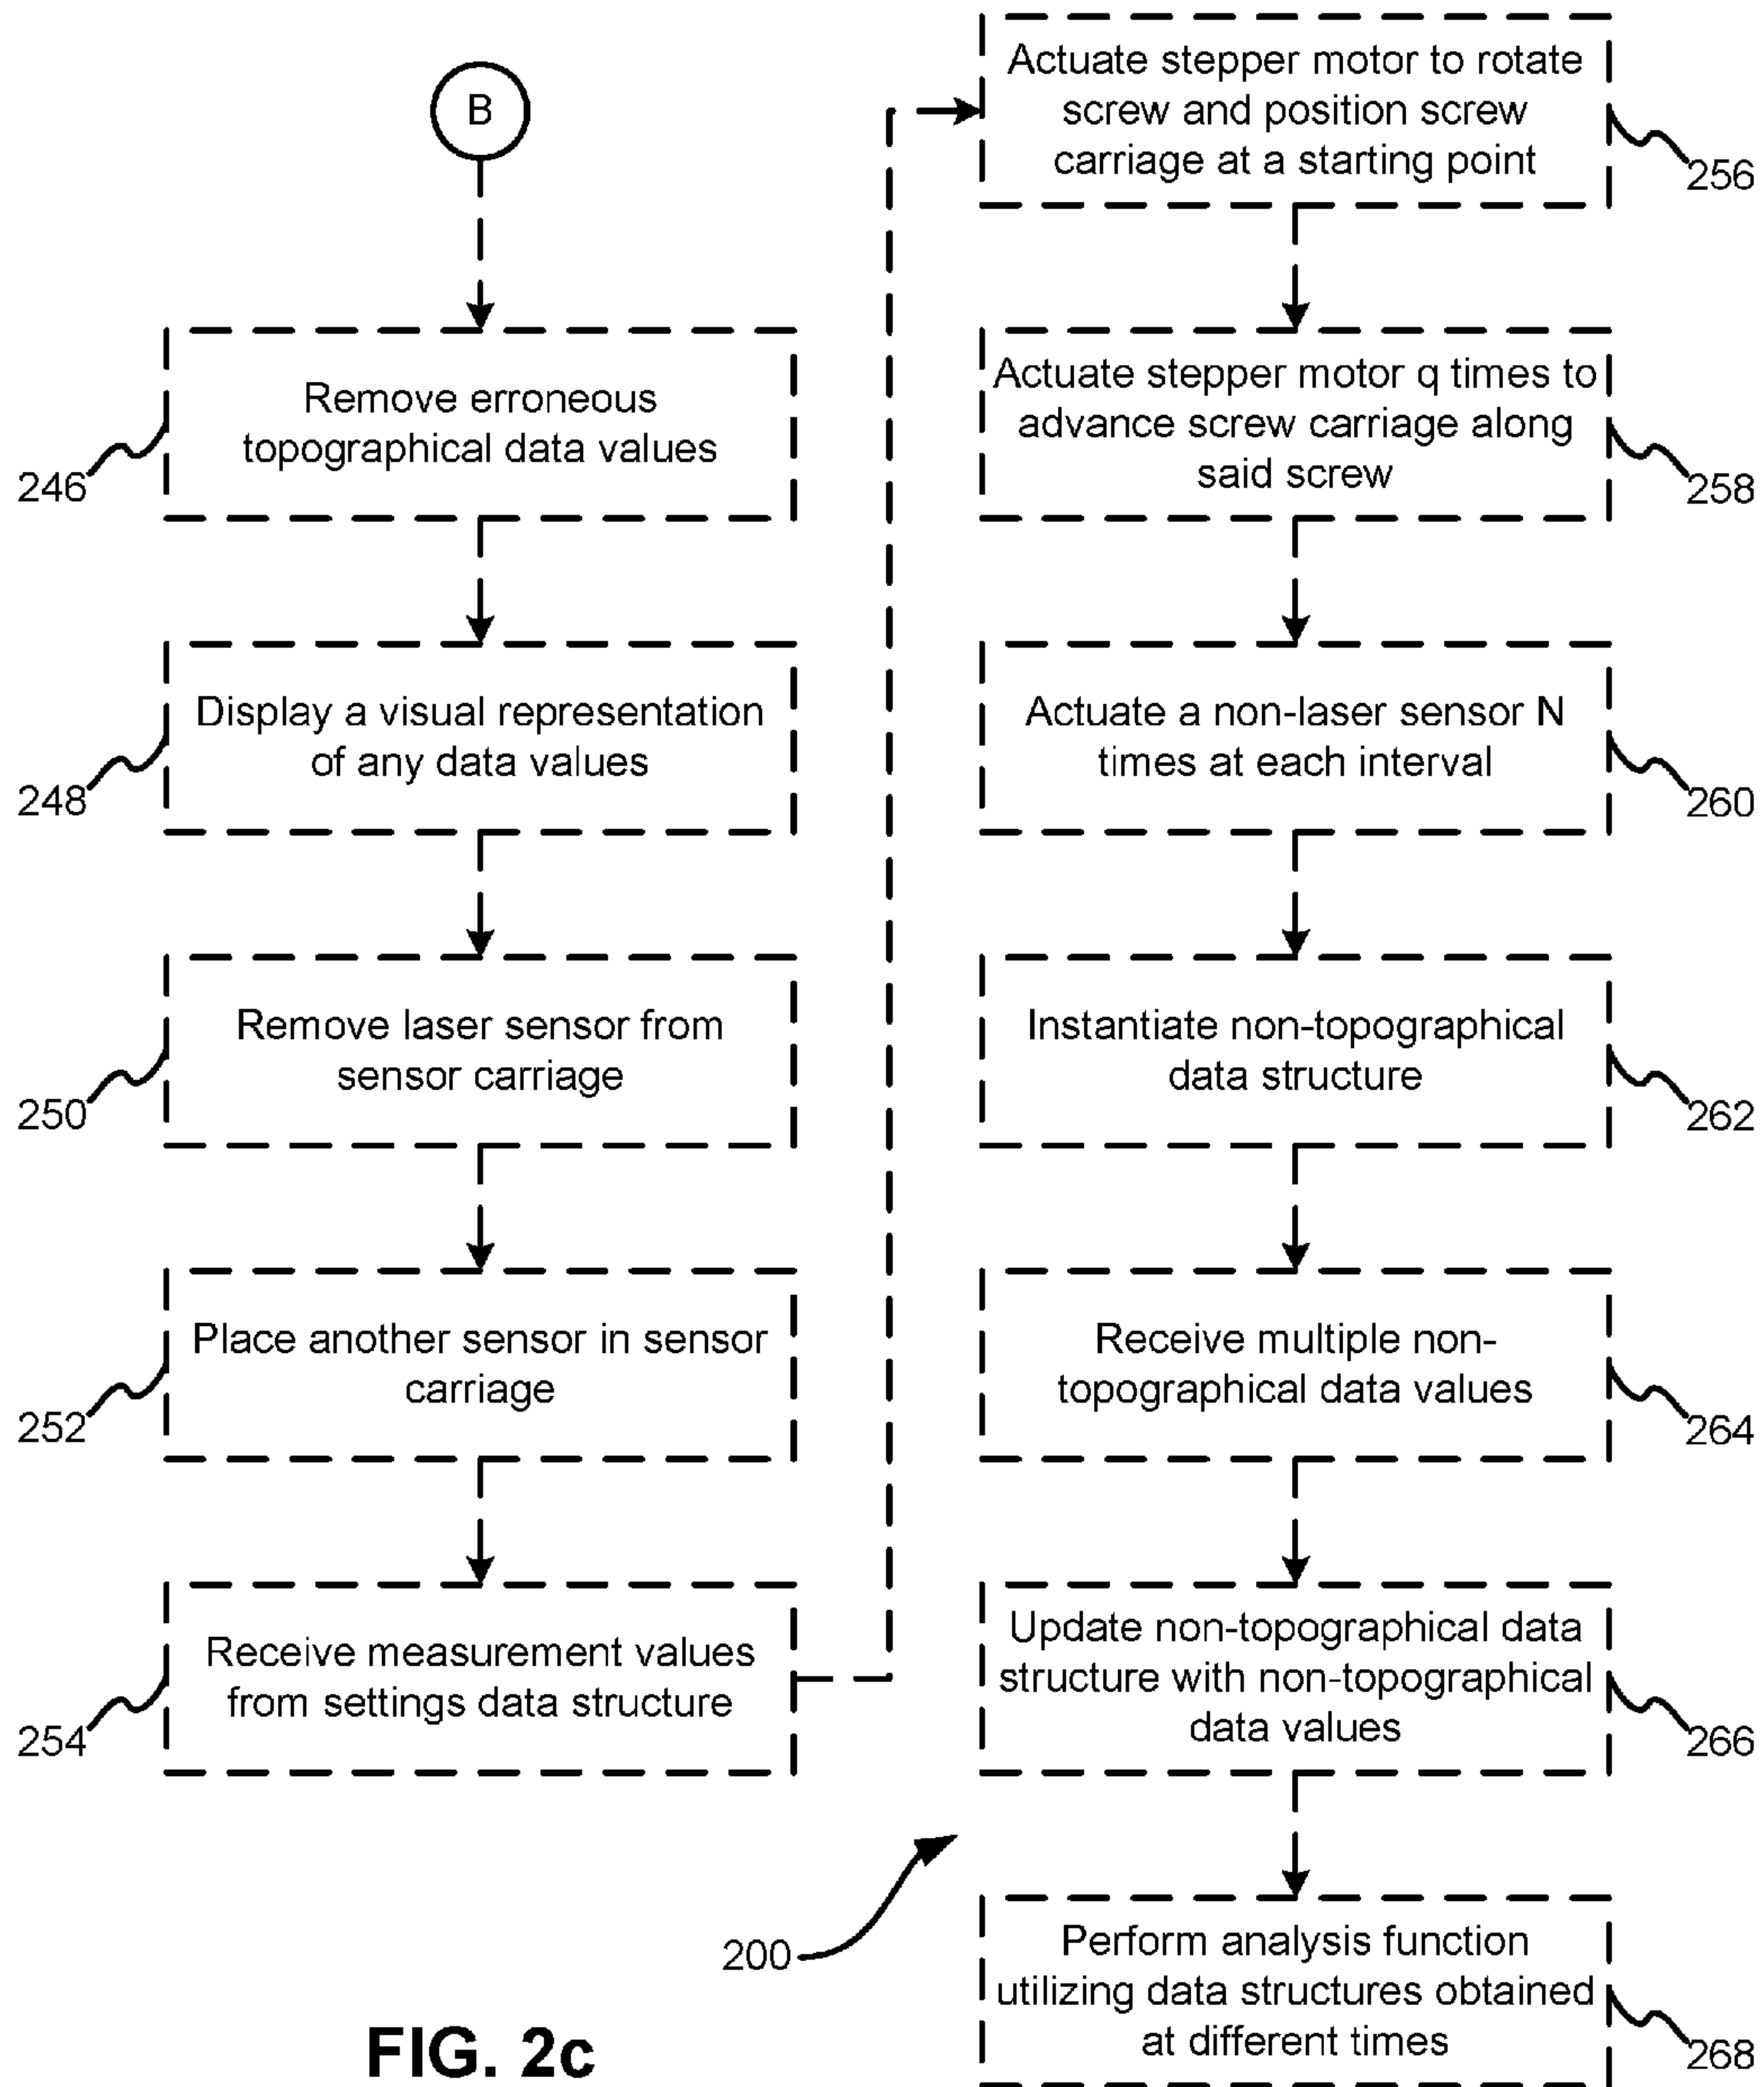 B
Remove erroneous
topographical data values
246
Display a visual representation
of any data values
248
Remove laser sensor from
sensor carriage
250
Place another sensor in sensor
carriage
252
Receive measurement values
from settings data structure
254
Actuate stepper motor to rotate
screw and position screw
carriage at a starting point
256
Actuate stepper motor q times to
advance screw carriage along
said screw
258
Actuate a non-laser sensor N
times at each interval
260
Instantiate non-topographical
data structure
262
Receive multiple non-
topographical data values
264
Update non-topographical data
structure with non-topographical
data values
266
Perform analysis function
utilizing data structures obtained
at different times
268
200
FIG. 2c